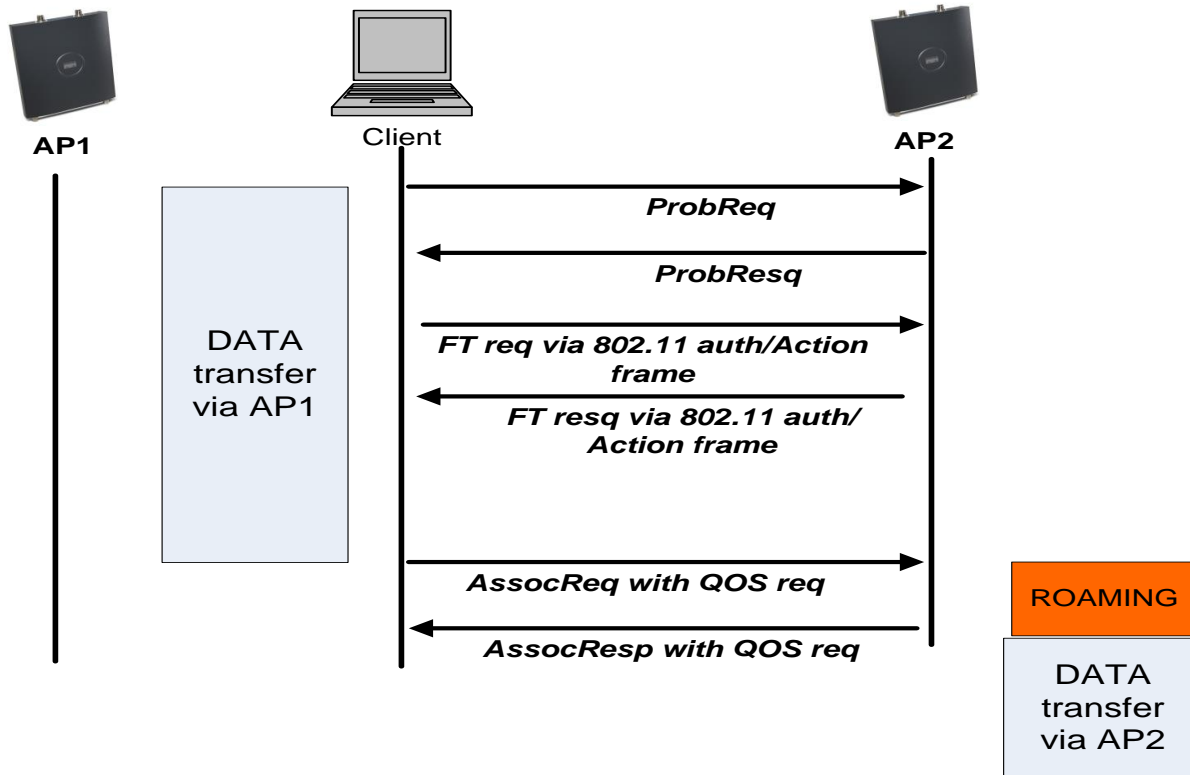 AP1
Client
AP2
ProbReq
ProbResq
FT req via 802.11 auth/Action
frame
FT resq via 802.11 auth/
Action frame
DATA
transfer
via AP1
AssocReq with QOS req
AssocResp with QOS req
ROAMING
DATA
transfer
via AP2